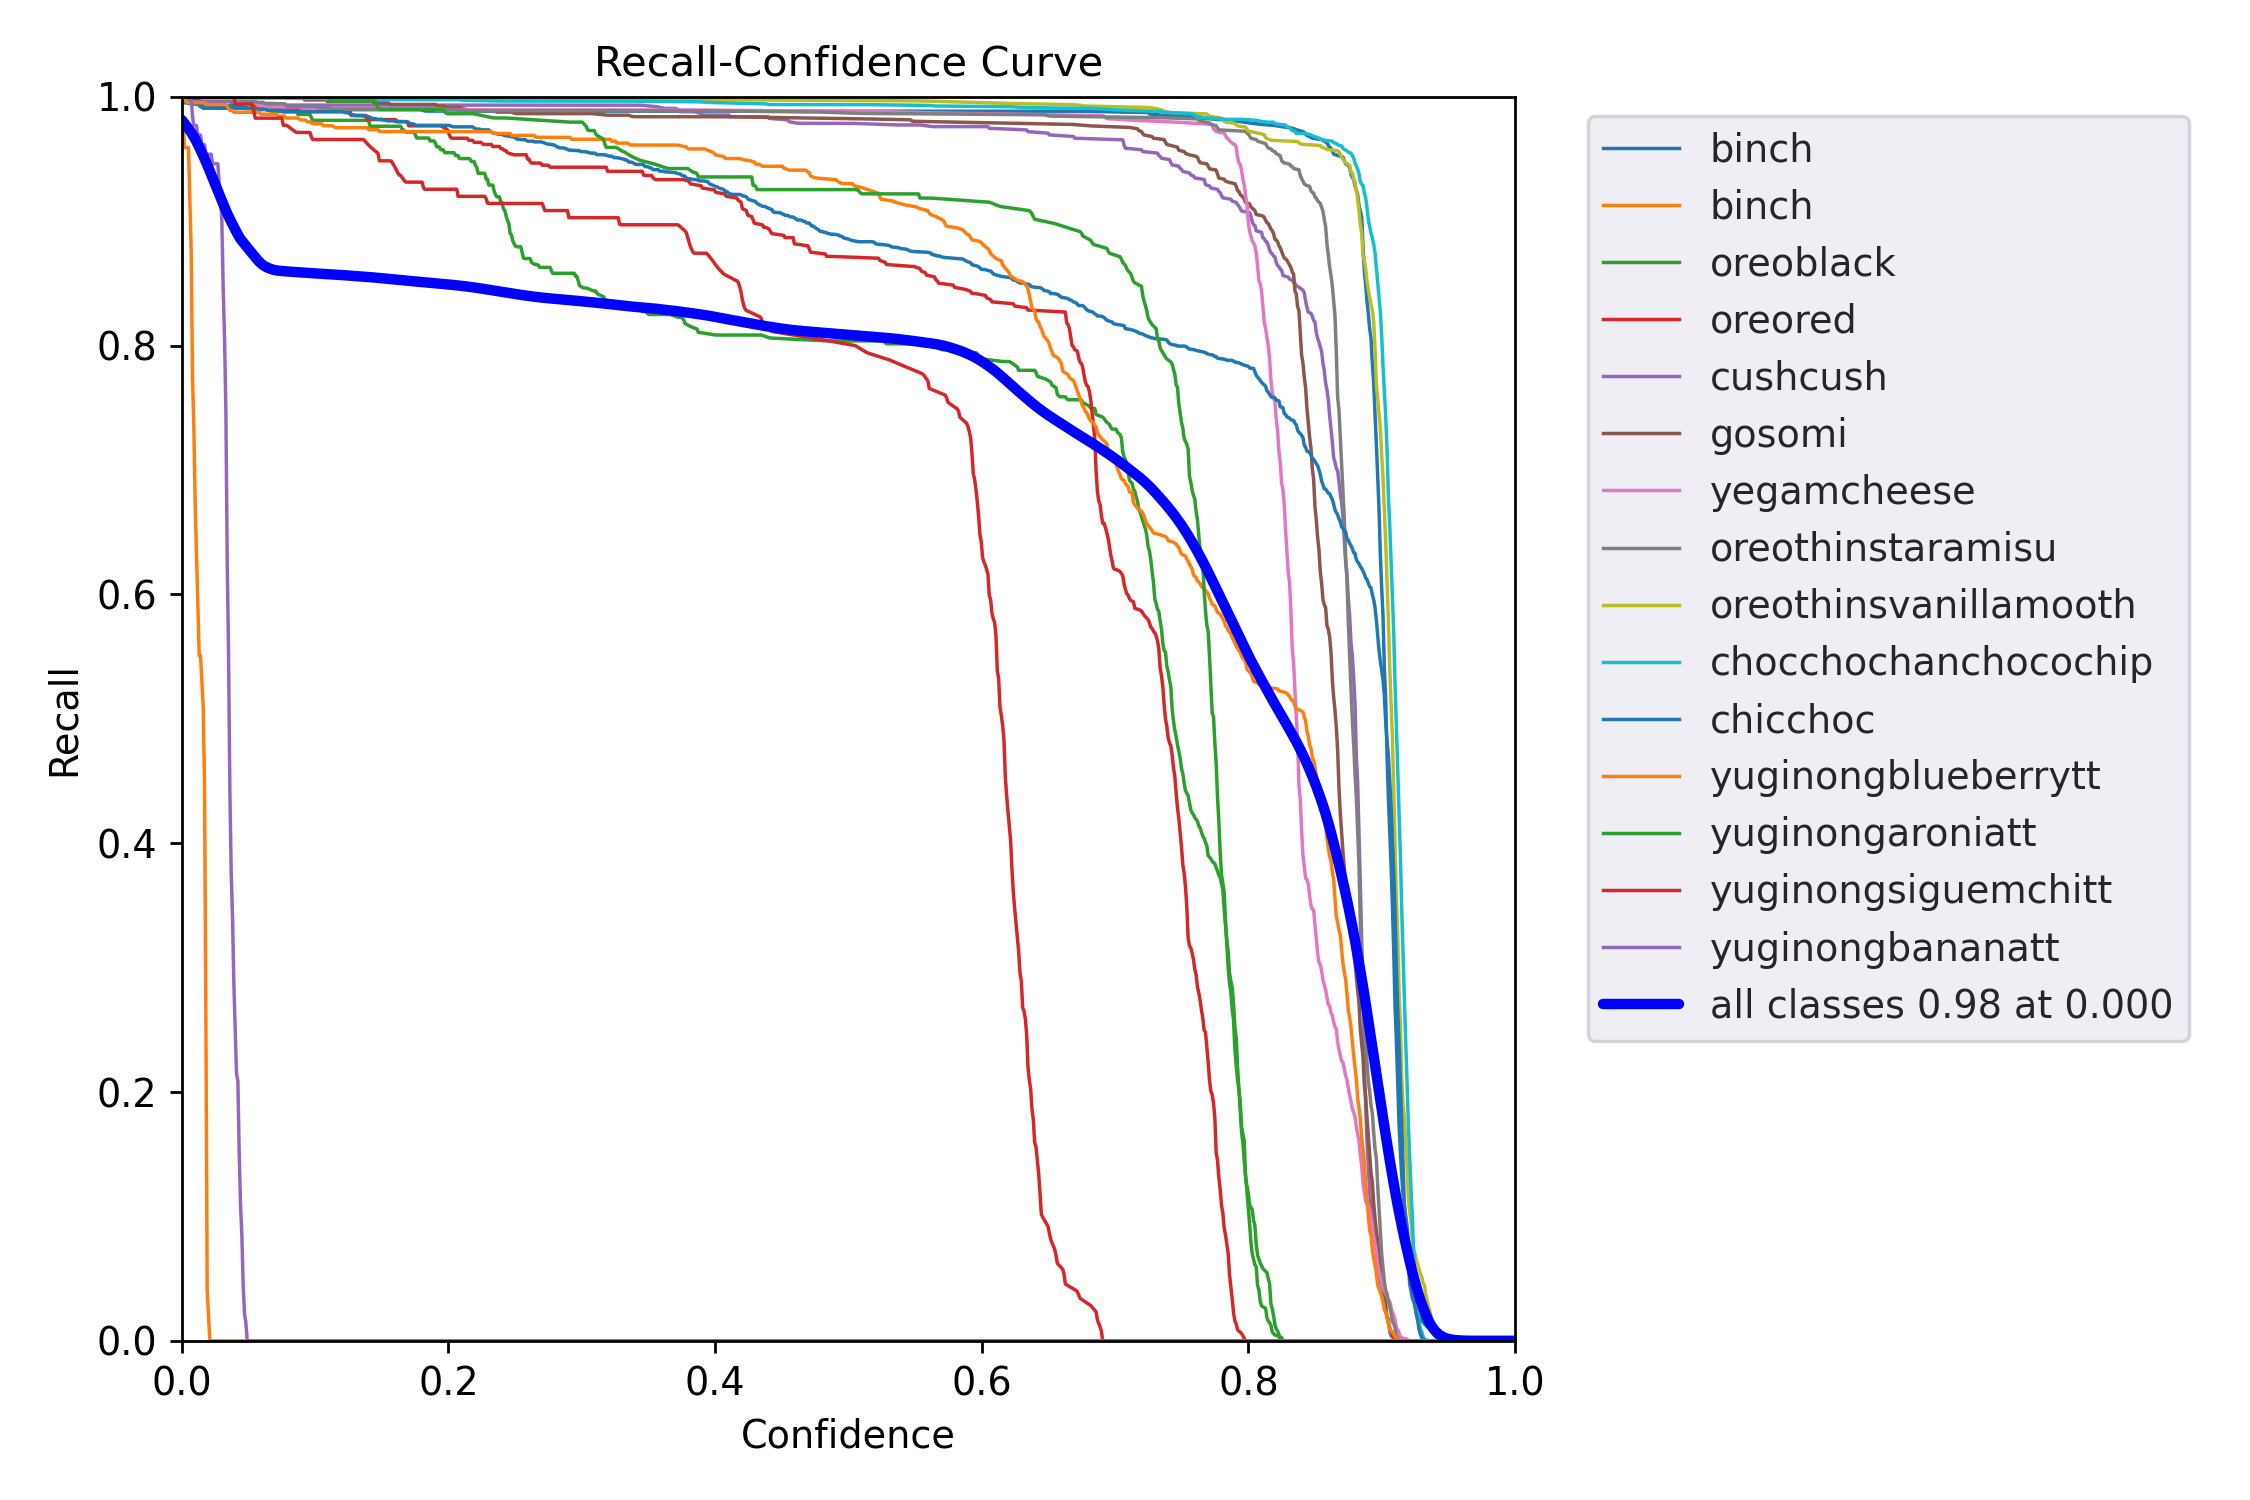 Recall-Confidence Curve
1.0
0.8
0.6
0.4
0.2
0.0
Recall
0.0 0.2 0.4 0.6 0.8 1.0
Confidence
binch
binch
oreoblack
oreored
cushcush
gosomi
yegamcheese
oreothinstaramisu
oreothinsvanillamooth
chocchochanchocochip
chicchoc
yuginongblueberrytt
yuginongaroniatt
yuginongsiguemchitt
yuginongbananatt
all classes 0.98 at 0.000